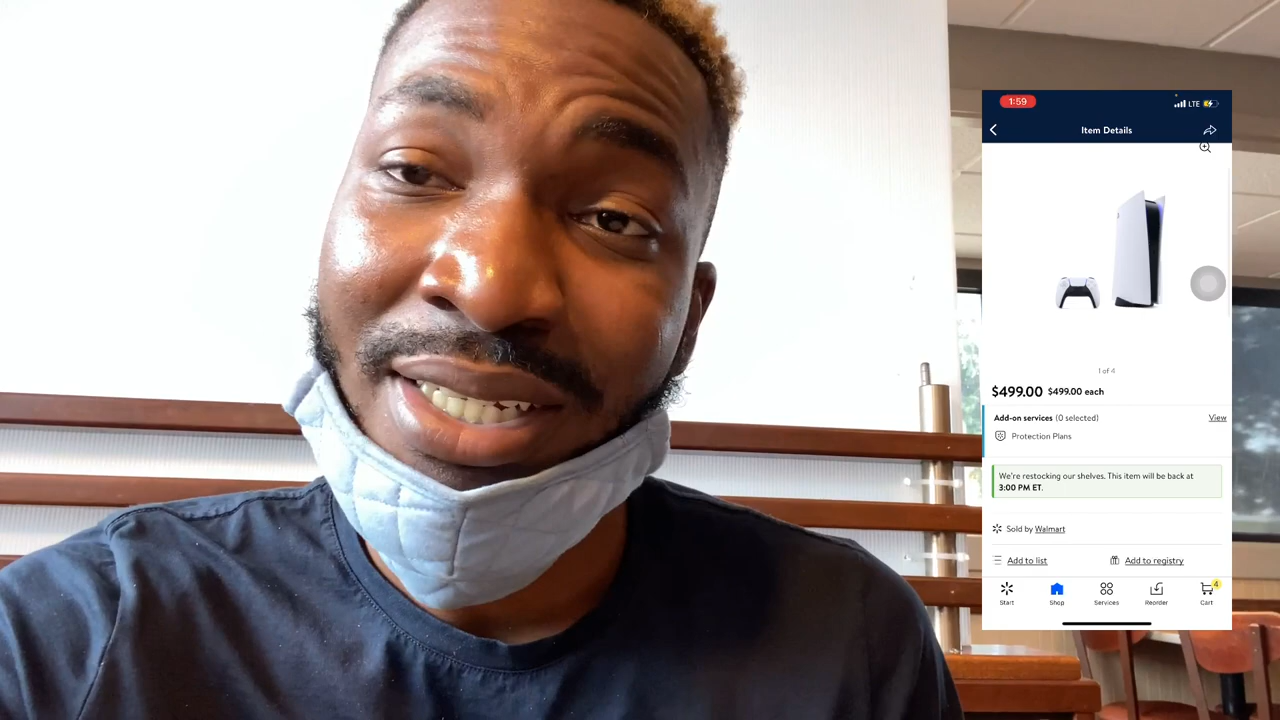 1:59
LTE
Item Details
1 of 4
$499.00 $499.00 each
Add-on services (0 selected) View
Protection Plans
We're restocking our shelves. This item will be back at
3:00 PM ET.
Sold by Walmart
Add to list Add to registry
4
Start Shop Services Reorder Cart